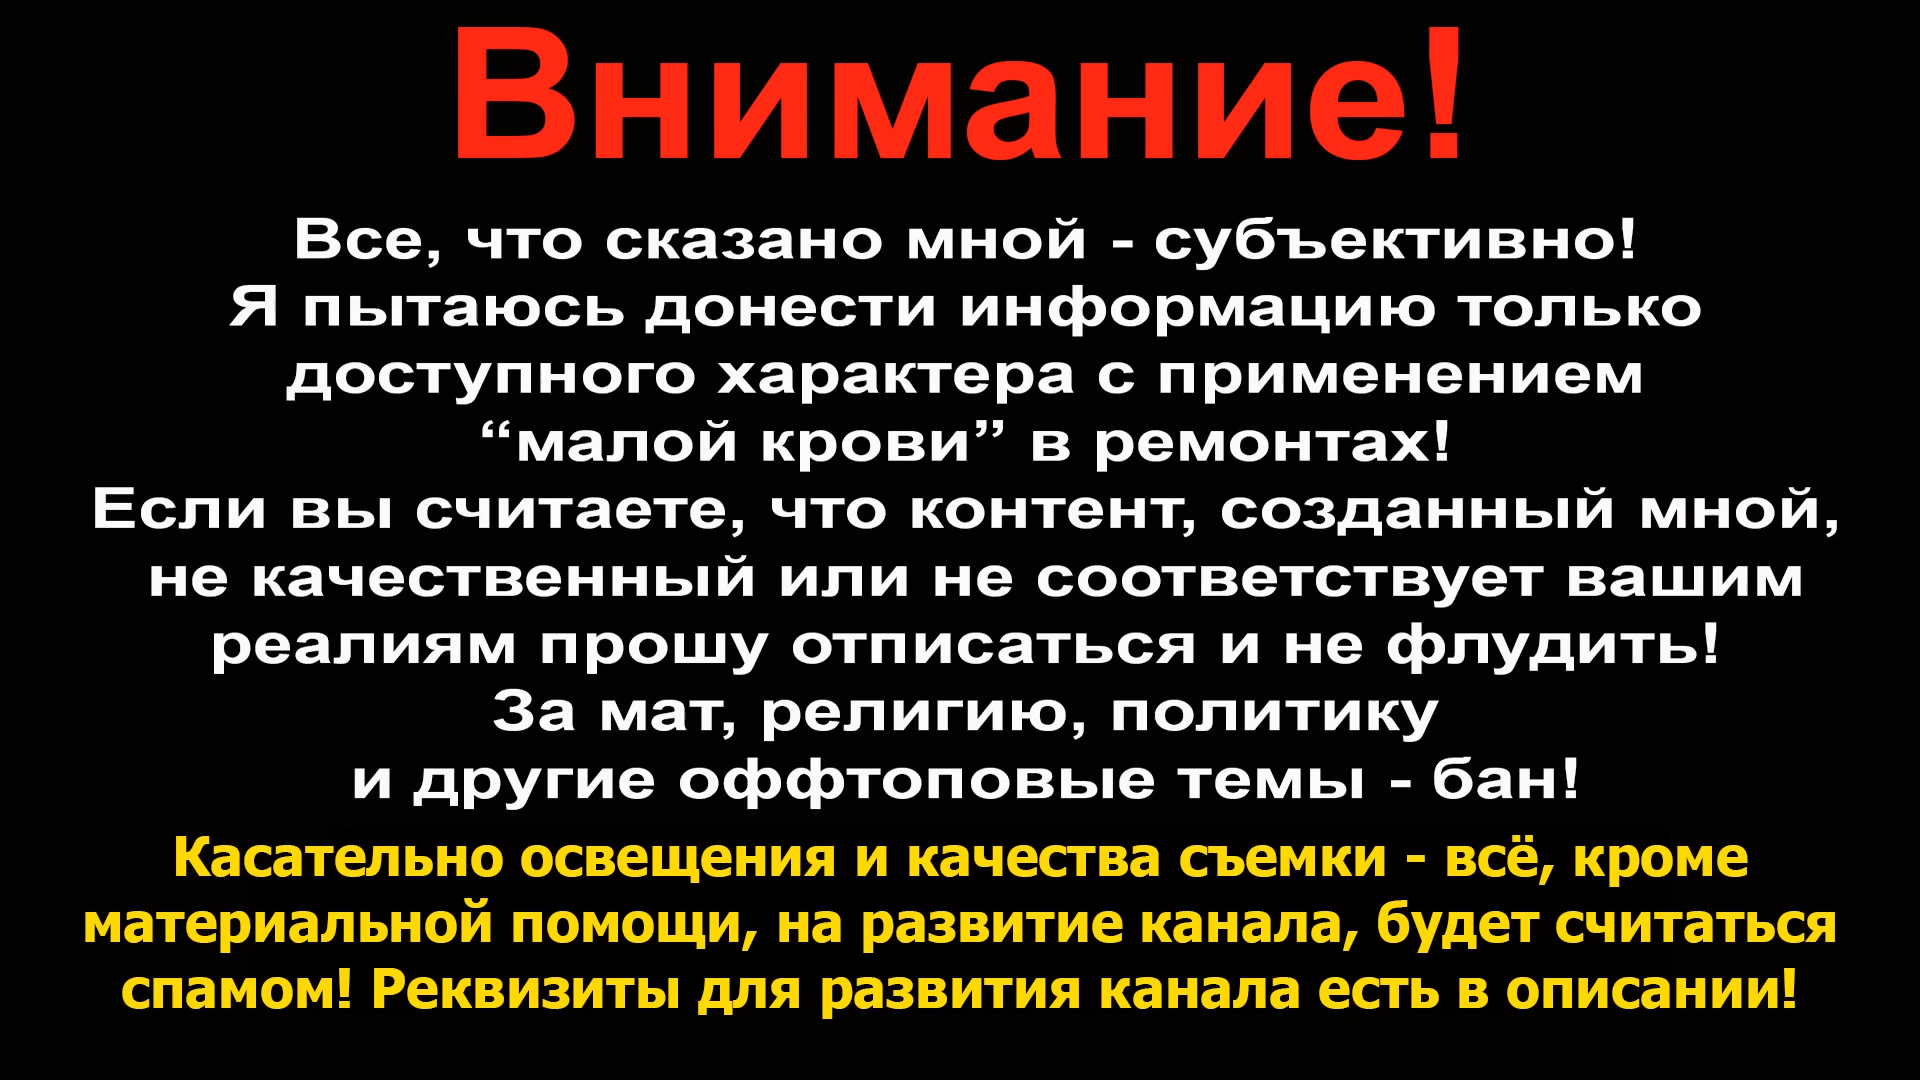 Внимание!
Все, что сказано мной - субъективно!
Я пытаюсь донести информацию только
доступного характера с применением
“малой крови” в ремонтах!
Если вы считаете, что контент, созданный мной,
не качественный или не соответствует вашим
реалиям прошу отписаться и не флудить!
За мат, религию, политику
и другие оффтоповые темы - бан!
Касательно освещения и качества съемки - всё, кроме
материальной помощи, на развитие канала, будет считаться
спамом! Реквизиты для развития канала есть в описании!